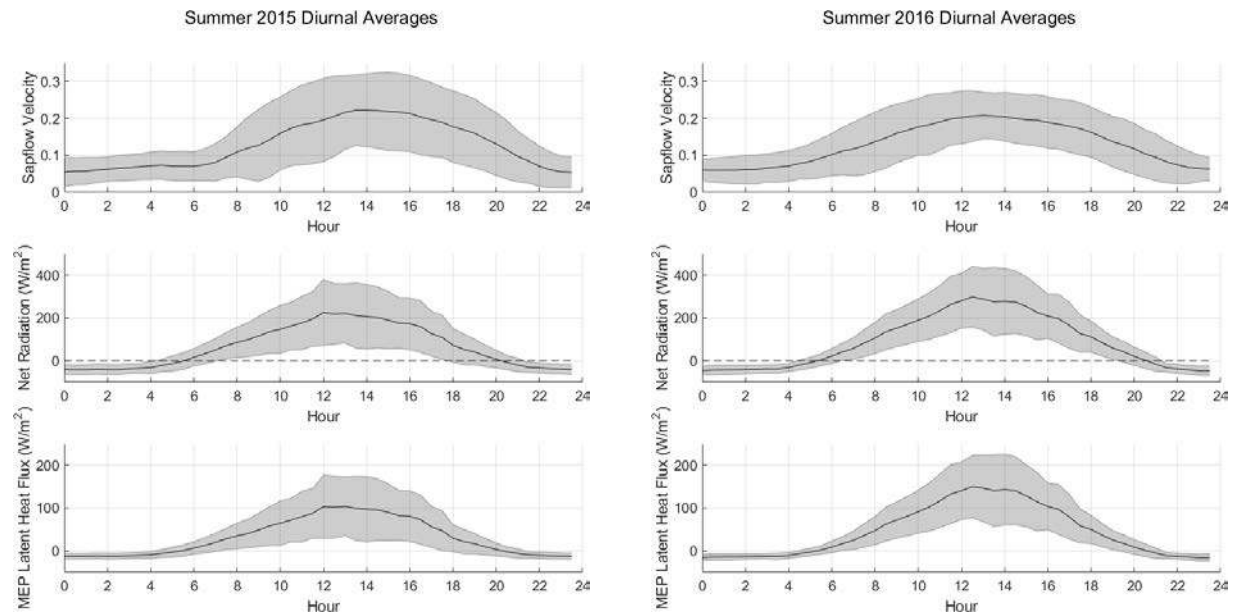 Summer 2015 Diurnal Averages
Sapflow Velocity
0.3
0.2
0.1
0
0 2 4 6 8 10 12 14 16 18 20 22 24
Hour
Net Radiation (W/m²)
400
200
0
0 2 4 6 8 10 12 14 16 18 20 22 24
Hour
MEP Latent Heat Flux (W/m²)
200
100
0
0 2 4 6 8 10 12 14 16 18 20 22 24
Hour
Summer 2016 Diurnal Averages
Sapflow Velocity
0.3
0.2
0.1
0
0 2 4 6 8 10 12 14 16 18 20 22 24
Hour
Net Radiation (W/m²)
400
200
0
0 2 4 6 8 10 12 14 16 18 20 22 24
Hour
MEP Latent Heat Flux (W/m²)
200
100
0
0 2 4 6 8 10 12 14 16 18 20 22 24
Hour